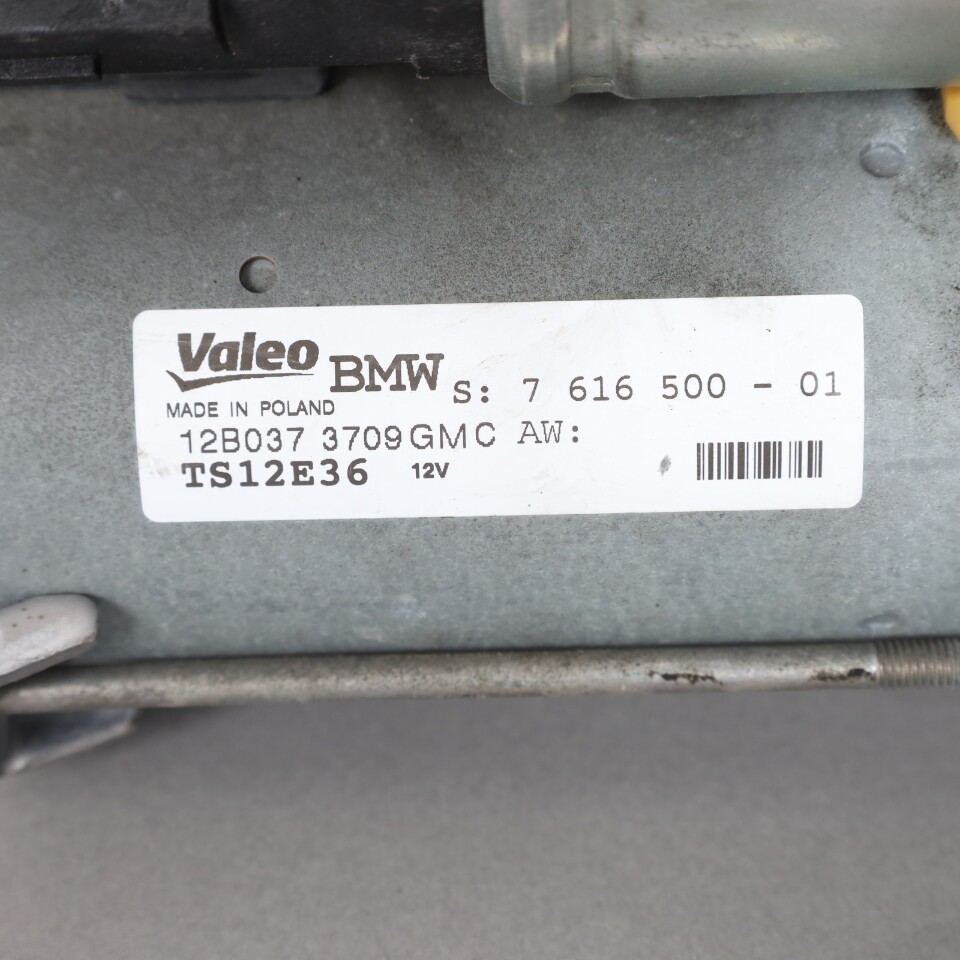 Valeo BMW S: 7 616 500 - 01
MADE IN POLAND
12B037 3709GMC AW:
TS12E36 12V